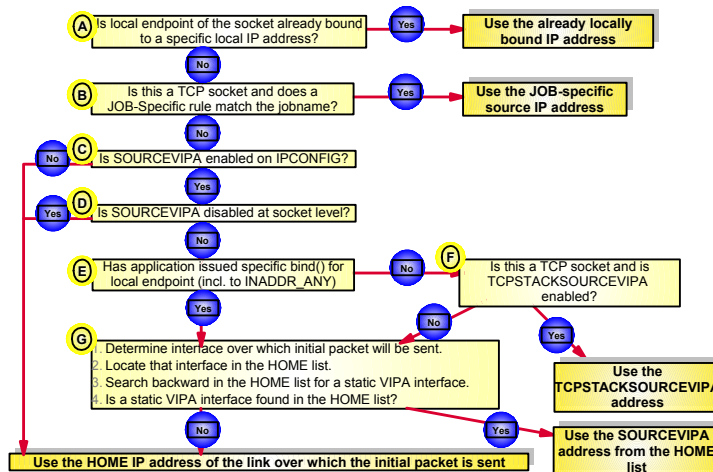 A
Is local endpoint of the socket already bound
to a specific local IP address?
Yes
Use the already locally
bound IP address
No
B
Is this a TCP socket and does a
JOB-Specific rule match the jobname?
Yes
Use the JOB-specific
source IP address
No
C
No
Is SOURCEVIPA enabled on IPCONFIG?
Yes
D
Yes
Is SOURCEVIPA disabled at socket level?
No
E
Has application issued specific bind() for
local endpoint (incl. to INADDR_ANY)
No
F
Is this a TCP socket and is
TCPSTACKSOURCEVIPA
enabled?
Yes
No
Yes
G
1. Determine interface over which initial packet will be sent.
2. Locate that interface in the HOME list.
3. Search backward in the HOME list for a static VIPA interface.
4. Is a static VIPA interface found in the HOME list?
Use the
TCPSTACKSOURCEVIPA
address
No
Yes
Use the SOURCEVIPA
address from the HOME
list
Use the HOME IP address of the link over which the initial packet is sent